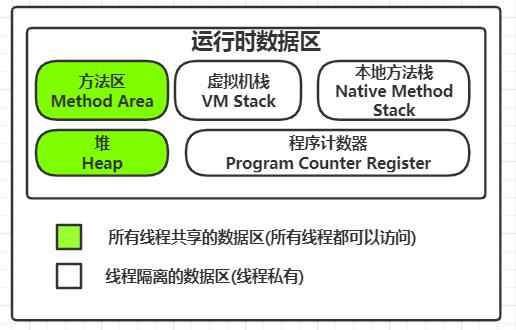 运行时数据区
方法区
Method Area
虚拟机栈
VM Stack
本地方法栈
Native Method
Stack
堆
Heap
程序计数器
Program Counter Register
所有线程共享的数据区(所有线程都可以访问)
线程隔离的数据区(线程私有)